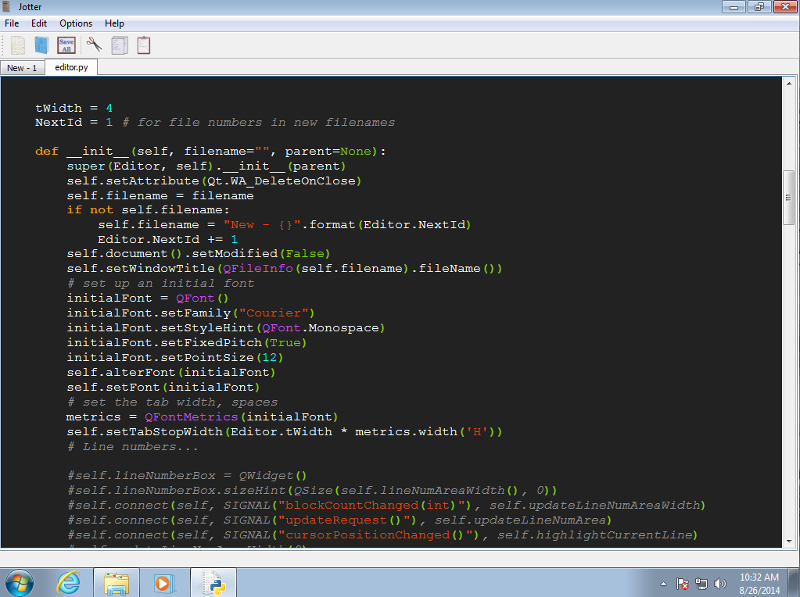 Jotter
File Edit Options Help
Save All
New - 1 editor.py
tWidth = 4
NextId = 1 # for file numbers in new filenames
def __init__(self, filename="", parent=None):
super(Editor, self).__init__(parent)
self.setAttribute(Qt.WA_DeleteOnClose)
self.filename = filename
if not self.filename:
self.filename = "New - {}".format(Editor.NextId)
Editor.NextId += 1
self.document().setModified(False)
self.setWindowTitle(QFileInfo(self.filename).fileName())
# set up an initial font
initialFont = QFont()
initialFont.setFamily("Courier")
initialFont.setStyleHint(QFont.Monospace)
initialFont.setFixedPitch(True)
initialFont.setPointSize(12)
self.alterFont(initialFont)
self.setFont(initialFont)
# set the tab width, spaces
metrics = QFontMetrics(initialFont)
self.setTabStopWidth(Editor.tWidth * metrics.width('H'))
# Line numbers...
#self.lineNumberBox = QWidget()
#self.lineNumberBox.sizeHint(QSize(self.lineNumAreaWidth(), 0))
#self.connect(self, SIGNAL("blockCountChanged(int)"), self.updateLineNumAreaWidth)
#self.connect(self, SIGNAL("updateRequest()"), self.updateLineNumArea)
#self.connect(self, SIGNAL("cursorPositionChanged()"), self.highlightCurrentLine)
10:32 AM
8/26/2014